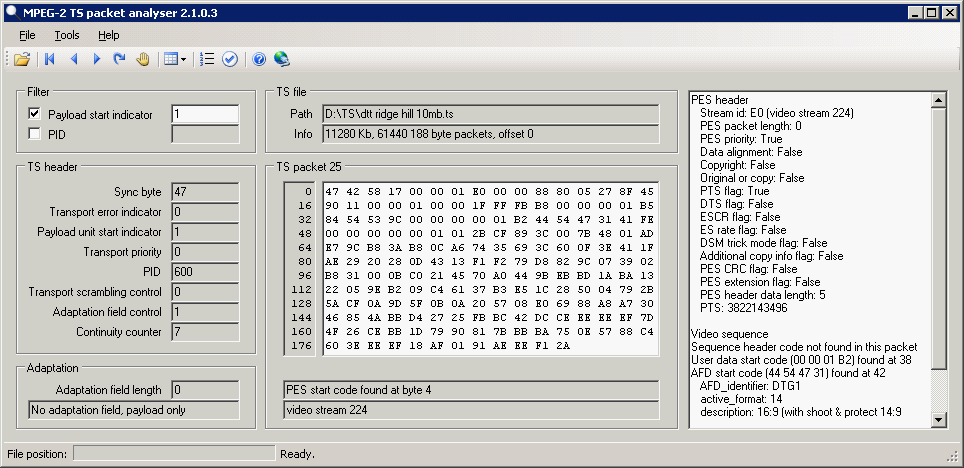 MPEG-2 TS packet analyser 2.1.0.3
File Tools Help
Filter
Payload start indicator 1
PID
TS header
Sync byte 47
Transport error indicator 0
Payload unit start indicator 1
Transport priority 0
PID 600
Transport scrambling control 0
Adaptation field control 1
Continuity counter 7
Adaptation
Adaptation field length 0
No adaptation field, payload only
TS file
Path D:\TS\dtt ridge hill 10mb.ts
Info 11280 Kb, 61440 188 byte packets, offset 0
TS packet 25
0 47 42 58 17 00 00 01 E0 00 00 88 80 05 27 8F 45
16 90 11 00 00 01 00 00 1F FF FB B8 00 00 00 01 B5
32 84 54 53 9C 00 00 00 00 01 B2 44 54 47 31 41 FE
48 00 00 00 00 01 01 2B CF 89 3C 00 7B 48 01 AD
64 E7 9C B8 3A B8 0C A6 74 35 69 3C 60 0F 3E 41 1F
80 AE 29 20 28 0D 43 13 F1 F2 79 D8 82 9C 07 39 02
96 B8 31 00 0B C0 21 45 70 A0 44 9B EB BD 1A BA 13
112 22 05 9E B2 09 C4 61 37 B3 E5 1C 28 50 04 79 2B
128 5A CF 0A 9D 5F 0B 0A 20 57 08 E0 69 88 A8 A7 30
144 46 85 4A BB D4 27 25 FB BC 42 DC CE EE EE EF 7D
160 4F 26 CE BB 1D 79 90 81 7B BB BA 75 0E 57 88 C4
176 60 3E EE EF 18 AF 01 91 AE EE F1 2A
PES start code found at byte 4
video stream 224
PES header
Stream id: E0 (video stream 224)
PES packet length: 0
PES priority: True
Data alignment: False
Copyright: False
Original or copy: False
PTS flag: True
DTS flag: False
ESCR flag: False
ES rate flag: False
DSM trick mode flag: False
Additional copy info flag: False
PES CRC flag: False
PES extension flag: False
PES header data length: 5
PTS: 3822143496
Video sequence
Sequence header code not found in this packet
User data start code (00 00 01 B2) found at 38
AFD start code (44 54 47 31) found at 42
AFD_identifier: DTG1
active_format: 14
description: 16:9 (with shoot & protect 14:9
File position:
Ready.